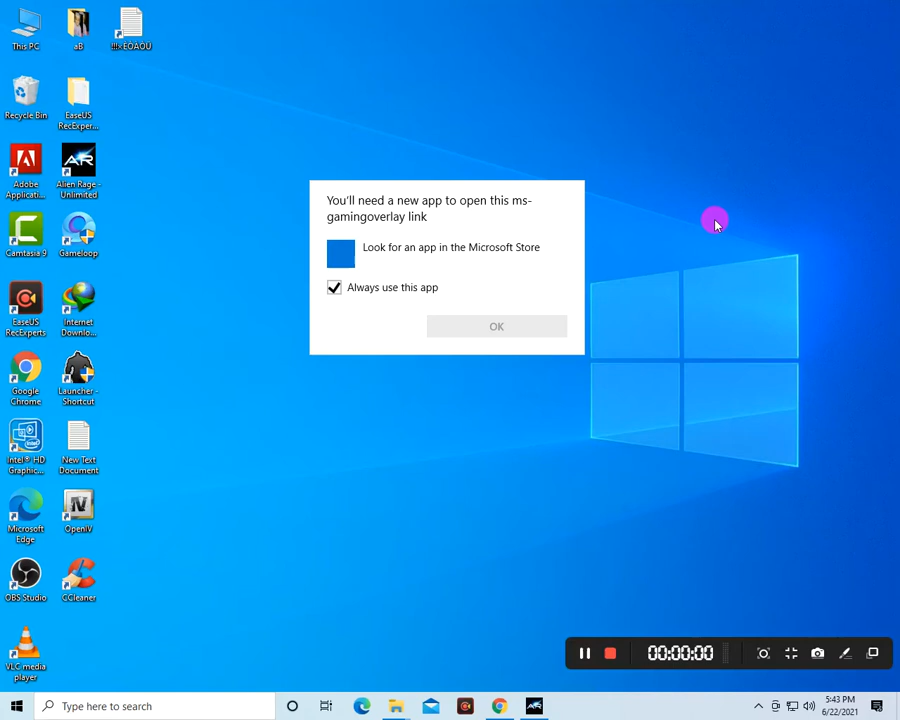 This PC
aB
!!!×ÈÒÀÒÜ
Recycle Bin
EaseUS
RecExper...
Adobe
Applicati...
Alien Rage -
Unlimited
Camtasia 9
Gameloop
EaseUS
RecExperts
Internet
Downlo...
Google
Chrome
Launcher -
Shortcut
Intel® HD
Graphic...
New Text
Document
Microsoft
Edge
OpenIV
OBS Studio
CCleaner
VLC media
player
You'll need a new app to open this ms-
gamingoverlay link
Look for an app in the Microsoft Store
Always use this app
OK
00:00:00
Type here to search
5:43 PM
6/22/2021